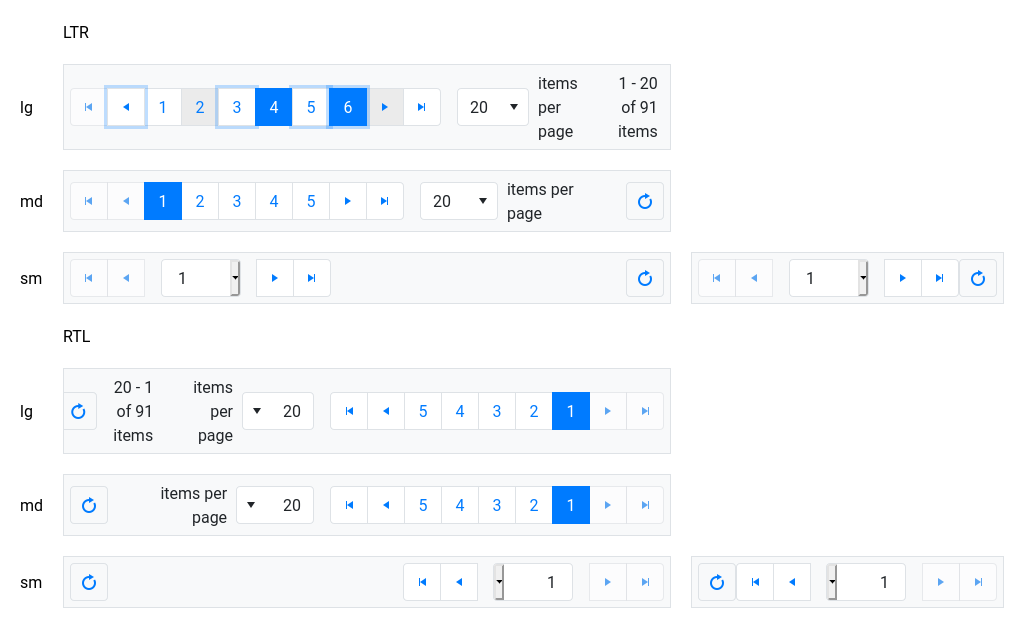 LTR
lg
1 2 3 4 5 6
20
items
per
page
1 - 20
of 91
items
md
1 2 3 4 5
20
items per
page
sm
1
1
RTL
lg
20 - 1
of 91
items
items
per
page
20
5 4 3 2 1
md
items per
page
20
5 4 3 2 1
sm
1
1